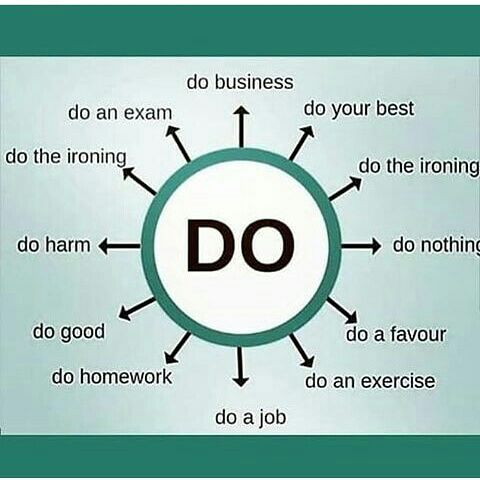 do business
do an exam
do your best
do the ironing
do the ironing
do harm
DO
do nothing
do good
do a favour
do homework
do an exercise
do a job